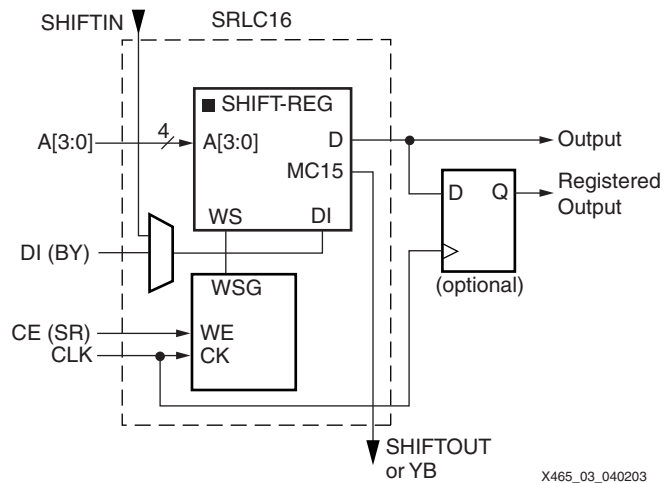 SHIFTIN
SRLC16
SHIFT-REG
A[3:0]
4
A[3:0]
D
Output
MC15
D
Q
Registered
Output
WS
DI
DI (BY)
(optional)
WSG
CE (SR)
WE
CLK
CK
SHIFTOUT
or YB
X465_03_040203